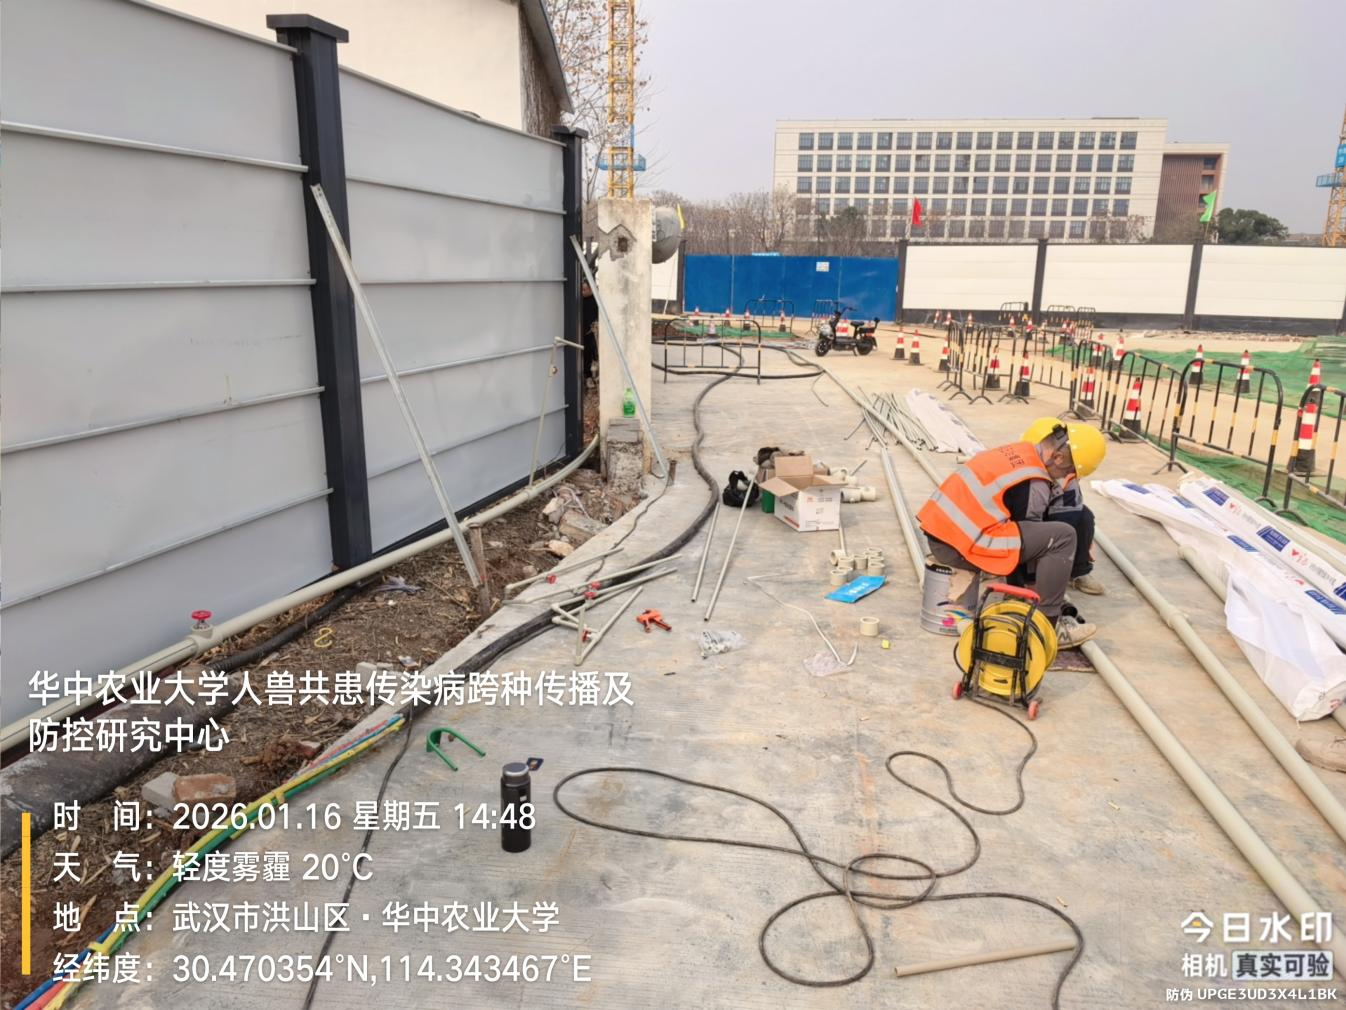 华中农业大学人兽共患传染病跨种传播及
防控研究中心
时 间：2026.01.16 星期五 14:48
天 气：轻度雾霾 20°C
地 点：武汉市洪山区·华中农业大学
经纬度：30.470354°N,114.343467°E
今日水印
相机 真实可验
防伪 UPGE3UD3X4L1BK